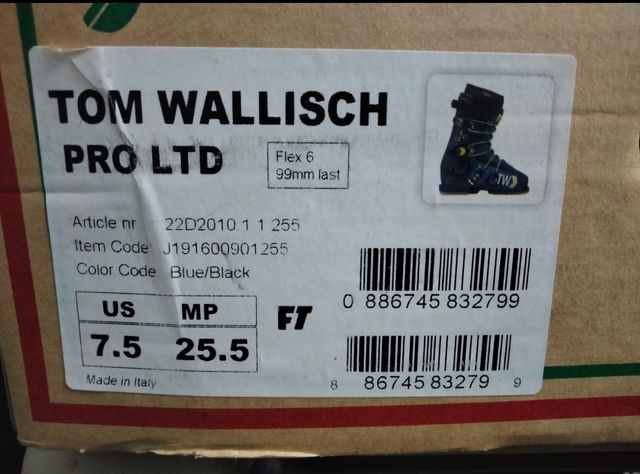 TOM WALLISCH
PRO LTD
Flex 6
99mm last
Article nr. 22D2010 1 1 255
Item Code J191600901255
Color Code Blue/Black
US MP
7.5 25.5
FT
Made in Italy
0 886745 832799
8 86745 83279 9
TW